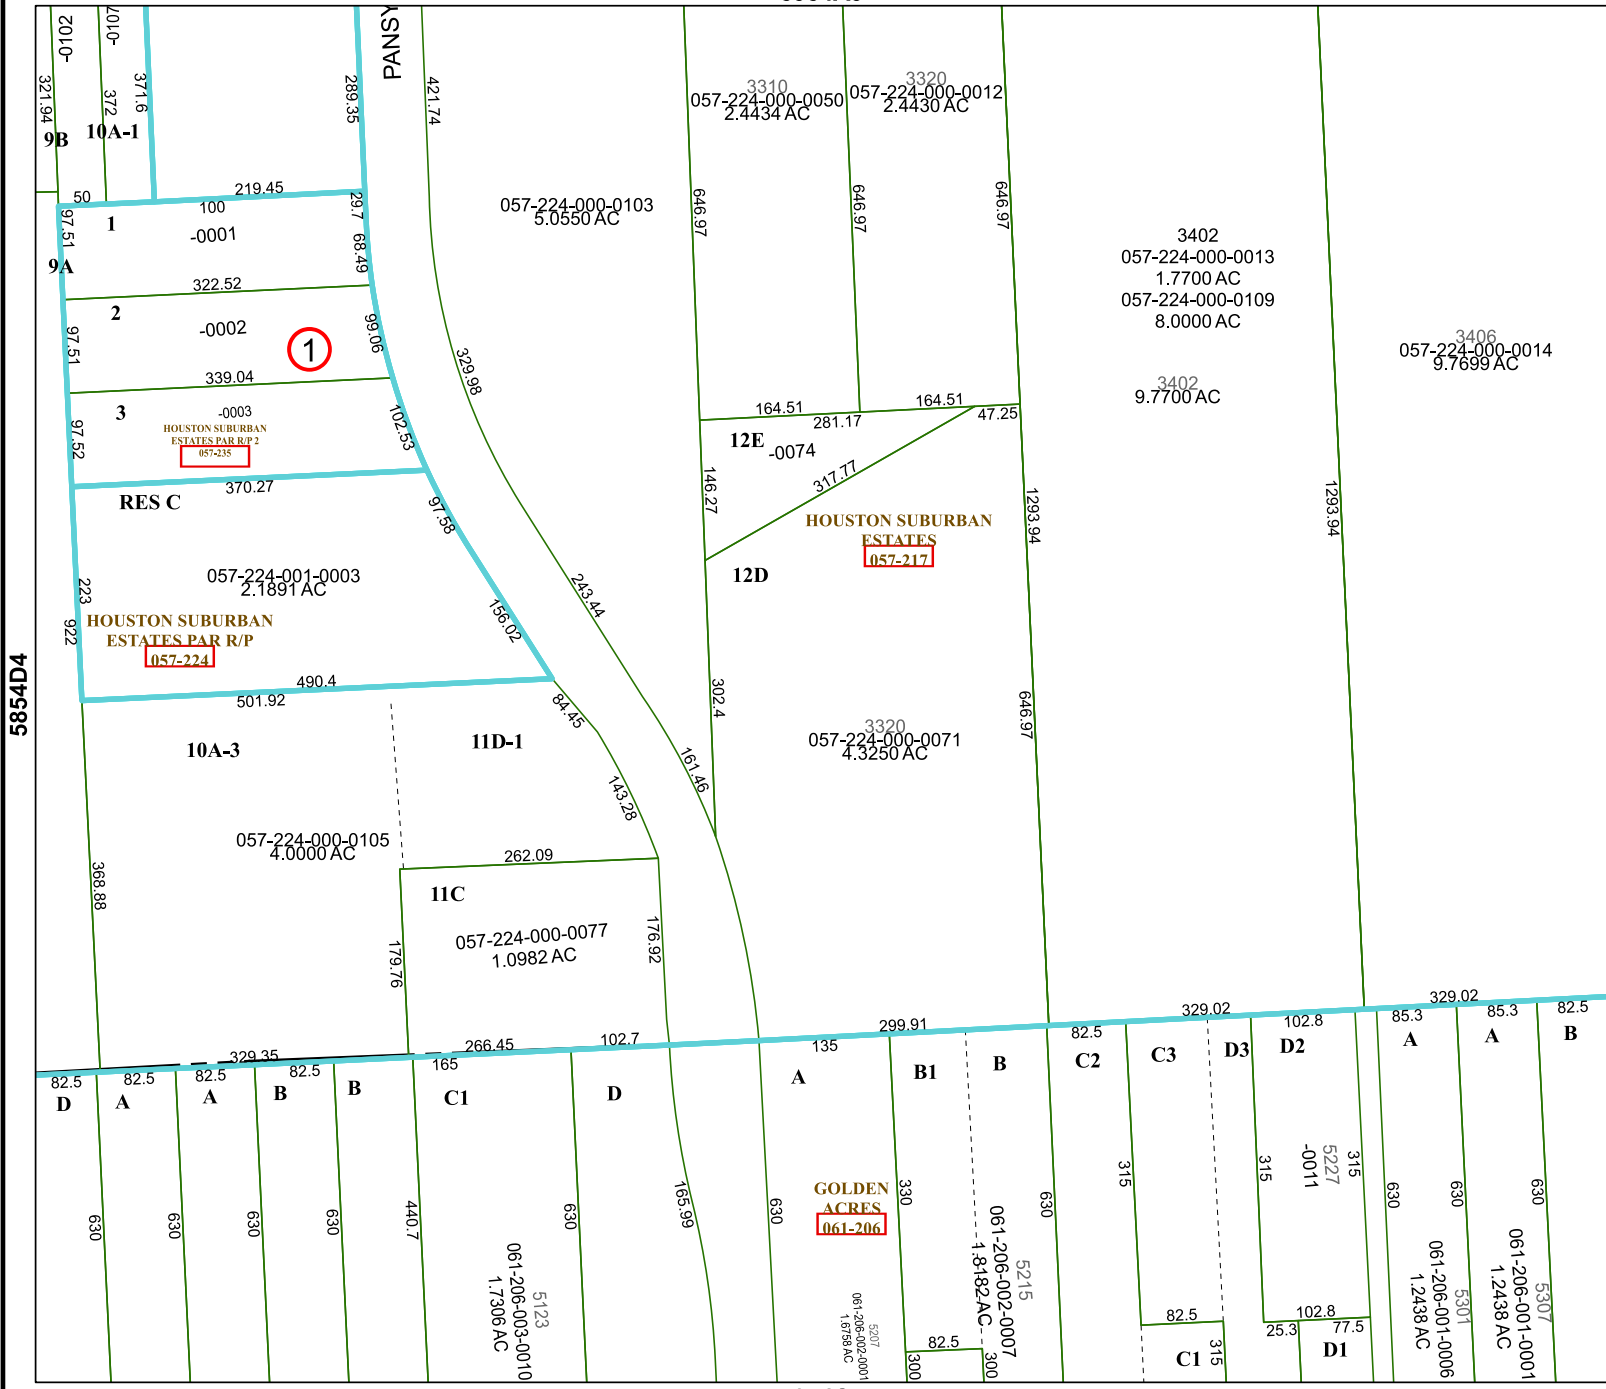 -0102
-0107
PANSY
321.94
372
371.6
289.35
421.74
9B
10A-1
3310
057-224-000-0050
2.4434 AC
3320
057-224-000-0012
2.4430 AC
50
219.45
100
29.7
1
-0001
97.51
68.49
9A
322.52
057-224-000-0103
5.0550 AC
646.97
646.97
646.97
3402
057-224-000-0013
1.7700 AC
057-224-000-0109
8.0000 AC
3402
9.7700 AC
3406
057-224-000-0014
9.7699 AC
2
-0002
1
97.51
99.06
339.04
329.98
3
-0003
HOUSTON SUBURBAN
ESTATES PAR R/P 2
057-235
97.52
102.53
370.27
RES C
97.58
164.51
164.51
281.17
47.25
12E
-0074
317.77
146.27
HOUSTON SUBURBAN
ESTATES
057-217
12D
1293.94
1293.94
057-224-001-0003
2.1891 AC
223
922
HOUSTON SUBURBAN
ESTATES PAR R/P
057-224
156.02
243.44
490.4
501.92
5854D4
84.45
302.4
646.97
10A-3
11D-1
143.28
161.46
3320
057-224-000-0071
4.3250 AC
057-224-000-0105
4.0000 AC
368.88
262.09
11C
057-224-000-0077
1.0982 AC
179.76
176.92
329.35
266.45
102.7
299.91
329.02
329.02
82.5
82.5
82.5
82.5
165
135
82.5
102.8
85.3
85.3
82.5
D
A
A
B
B
C1
D
A
B1
B
C2
C3
D3
D2
A
A
B
630
630
630
630
440.7
630
165.99
630
330
630
315
315
315
630
630
630
GOLDEN
ACRES
061-206
5227
-0011
5123
061-206-003-0010
1.7306 AC
5207
061-206-002-0001
1.6758 AC
5215
061-206-002-0007
1.8182 AC
5301
061-206-001-0006
1.2438 AC
5307
061-206-001-0001
1.2438 AC
82.5
300
300
82.5
315
C1
102.8
25.3
77.5
D1